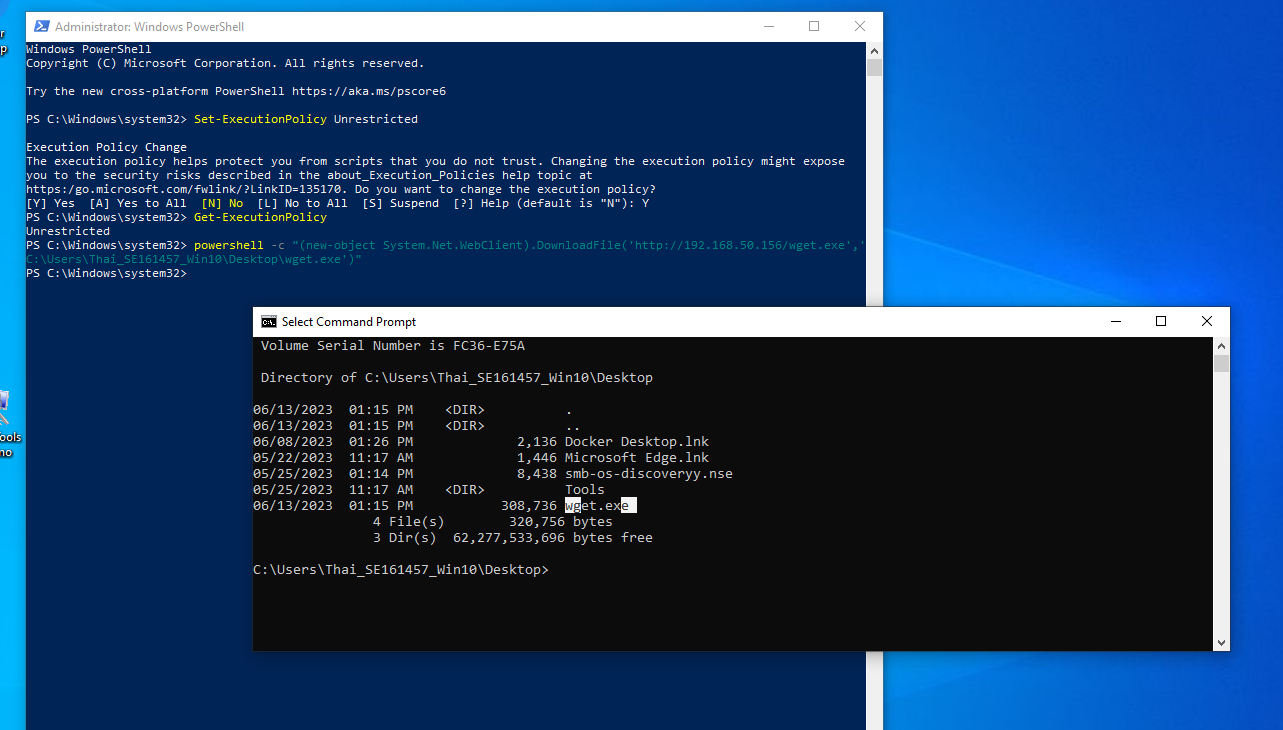 r
p
Administrator: Windows PowerShell
Windows PowerShell
Copyright (C) Microsoft Corporation. All rights reserved.
Try the new cross-platform PowerShell https://aka.ms/pscore6
PS C:\Windows\system32> Set-ExecutionPolicy Unrestricted
Execution Policy Change
The execution policy helps protect you from scripts that you do not trust. Changing the execution policy might expose
you to the security risks described in the about_Execution_Policies help topic at
https:/go.microsoft.com/fwlink/?LinkID=135170. Do you want to change the execution policy?
[Y] Yes  [A] Yes to All  [N] No  [L] No to All  [S] Suspend  [?] Help (default is "N"): Y
PS C:\Windows\system32> Get-ExecutionPolicy
Unrestricted
PS C:\Windows\system32> powershell -c "(new-object System.Net.WebClient).DownloadFile('http://192.168.50.156/wget.exe','
C:\Users\Thai_SE161457_Win10\Desktop\wget.exe')"
PS C:\Windows\system32>
ools
no
Select Command Prompt
Volume Serial Number is FC36-E75A
Directory of C:\Users\Thai_SE161457_Win10\Desktop
06/13/2023  01:15 PM    <DIR>          .
06/13/2023  01:15 PM    <DIR>          ..
06/08/2023  01:26 PM             2,136 Docker Desktop.lnk
05/22/2023  11:17 AM             1,446 Microsoft Edge.lnk
05/25/2023  01:14 PM             8,438 smb-os-discoveryy.nse
05/25/2023  11:17 AM    <DIR>          Tools
06/13/2023  01:15 PM           308,736 wget.exe
4 File(s)        320,756 bytes
3 Dir(s)  62,277,533,696 bytes free
C:\Users\Thai_SE161457_Win10\Desktop>